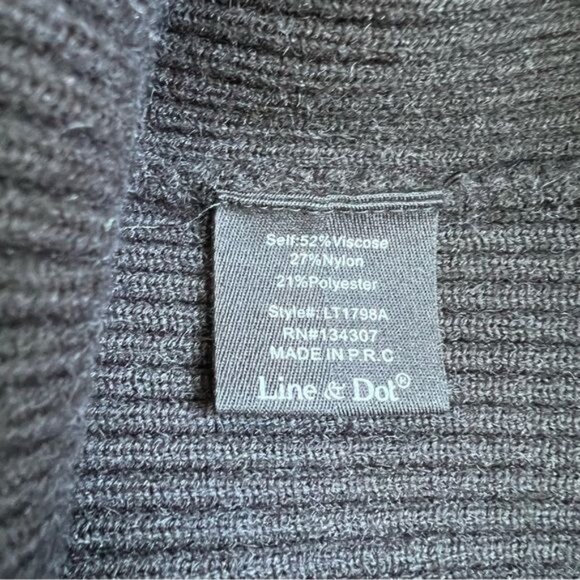 Self:52%Viscose
27%Nylon
21%Polyester
Style#: LT1798A
RN#134307
MADE IN P.R.C
Line & Dot®